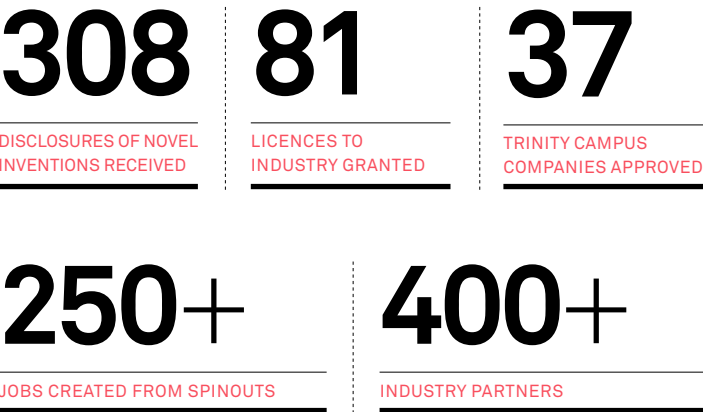 308
81
37
DISCLOSURES OF NOVEL
INVENTIONS RECEIVED
LICENCES TO
INDUSTRY GRANTED
TRINITY CAMPUS
COMPANIES APPROVED
250+
400+
JOBS CREATED FROM SPINOUTS
INDUSTRY PARTNERS